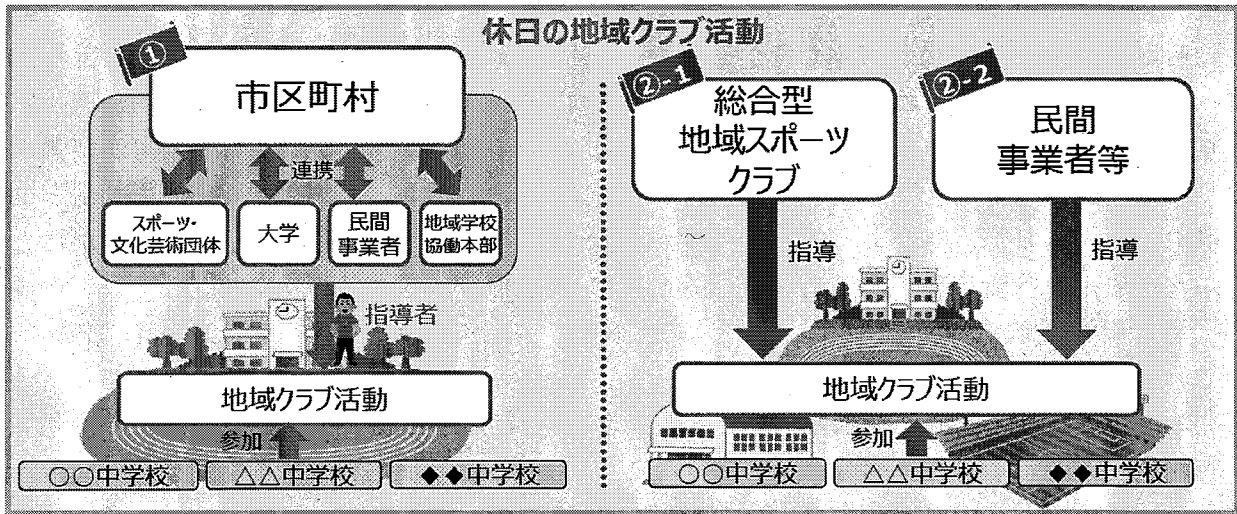 休日の地域クラブ活動
①
市区町村
連携
スポーツ・
文化芸術団体
大学
民間
事業者
地域学校
協働本部
指導者
地域クラブ活動
参加
○○中学校
△△中学校
◆◆中学校
②-1
総合型
地域スポーツ
クラブ
②-2
民間
事業者等
指導
指導
地域クラブ活動
参加
○○中学校
△△中学校
◆◆中学校